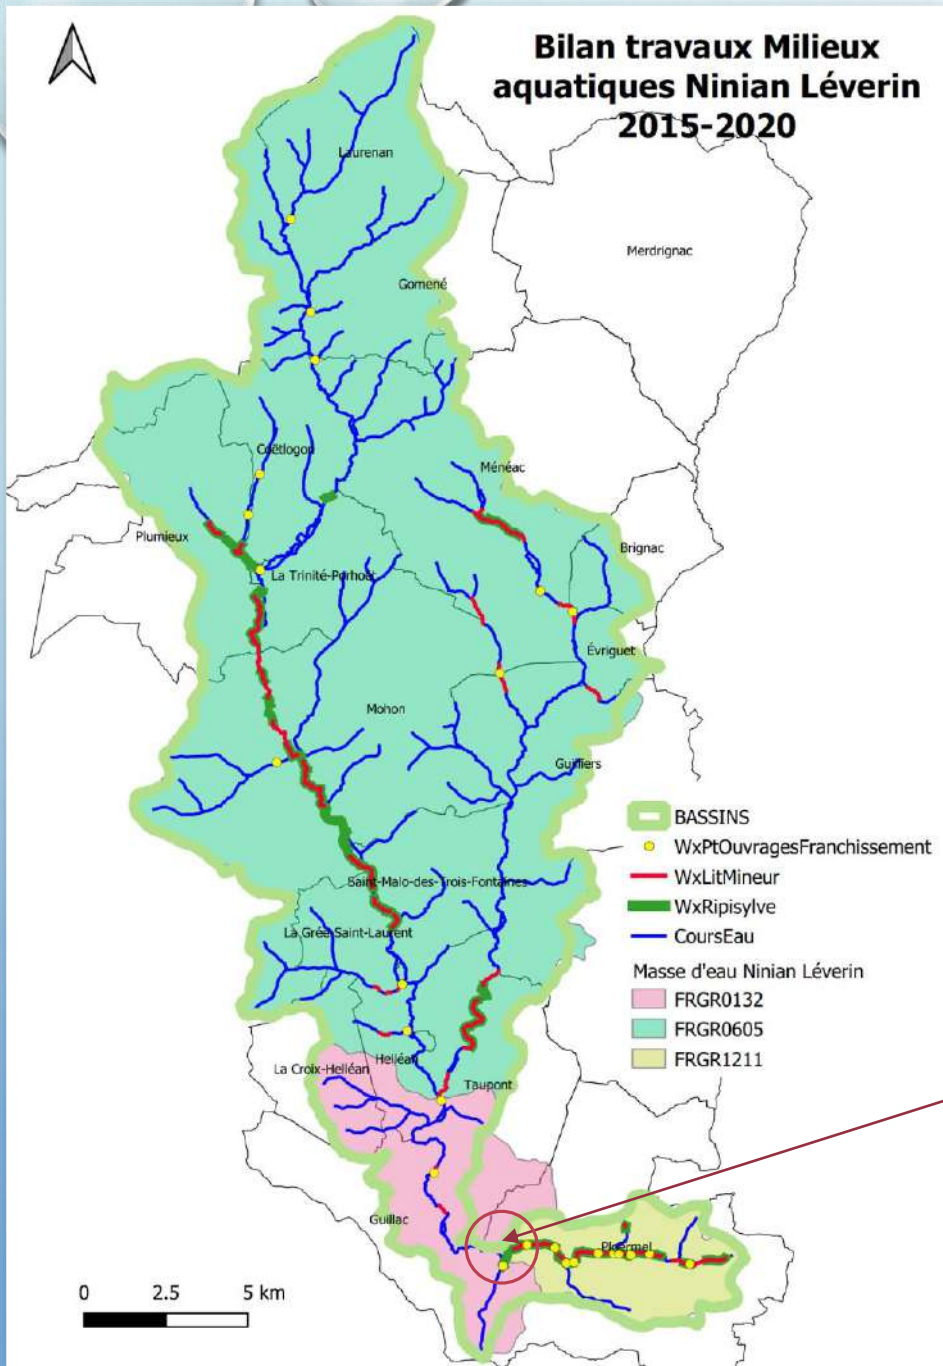 Bilan travaux Milieux
aquatiques Ninian Léverin
2015-2020
Laurenan
Merdrignac
Gomené
Coëtlogon
Ménéac
Plumieux
Brignac
La Trinité-Porhoët
Évriguet
Mohon
Guilliers
BASSINS
WxPtOuvragesFranchissement
WxLitMineur
WxRipisylve
CoursEau
Masse d'eau Ninian Léverin
FRGR0132
FRGR0605
FRGR1211
Saint-Malo-des-Trois-Fontaines
La Grée-Saint-Laurent
Helléan
La Croix-Helléan
Taupont
Guillac
Ploërmel
0 2.5 5 km